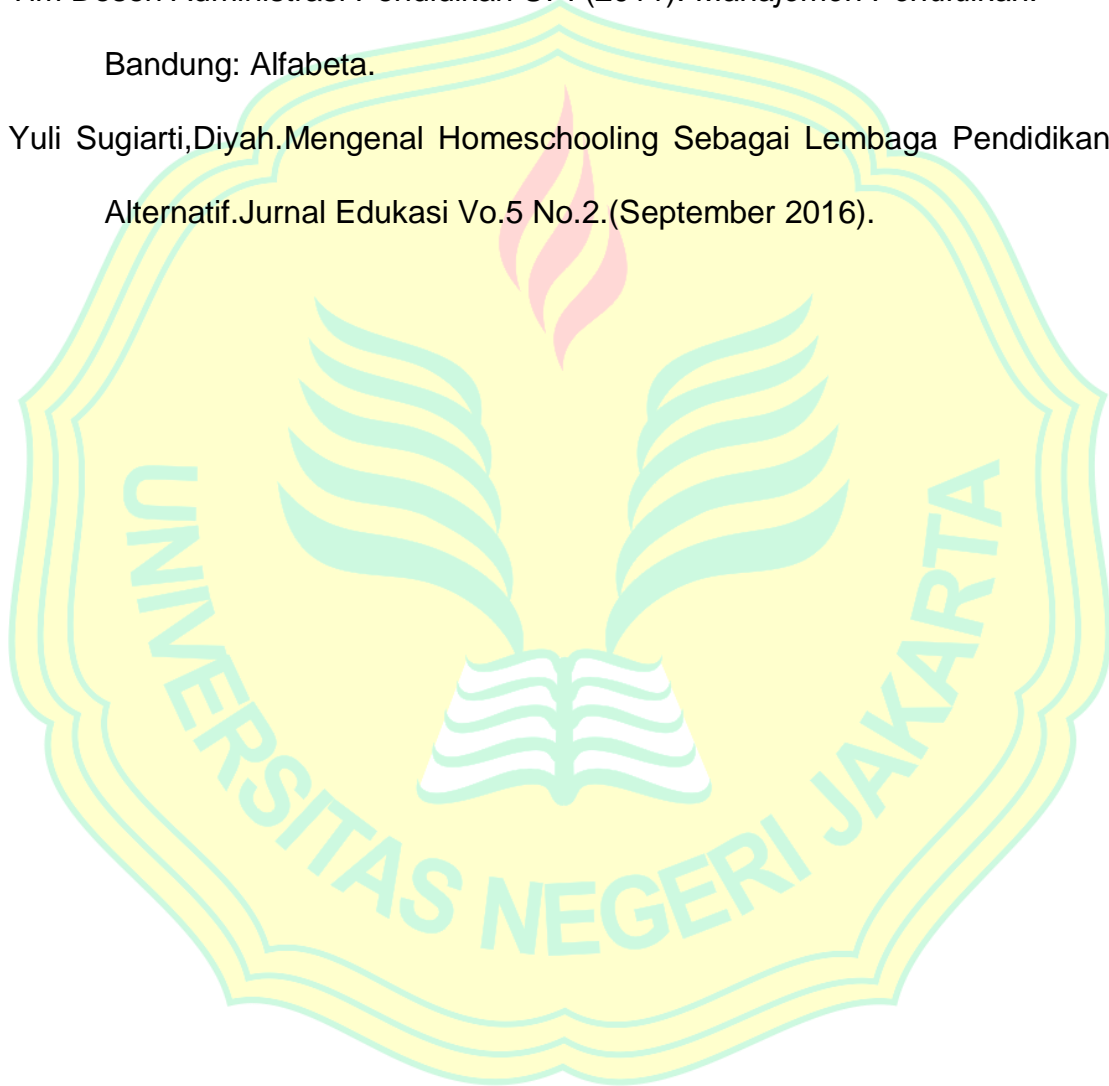 Bandung: Alfabeta.
Yuli Sugiarti,Diyah.Mengenal Homeschooling Sebagai Lembaga Pendidikan
Alternatif.Jurnal Edukasi Vo.5 No.2.(September 2016).
UNIVERSITAS NEGERI JAKARTA